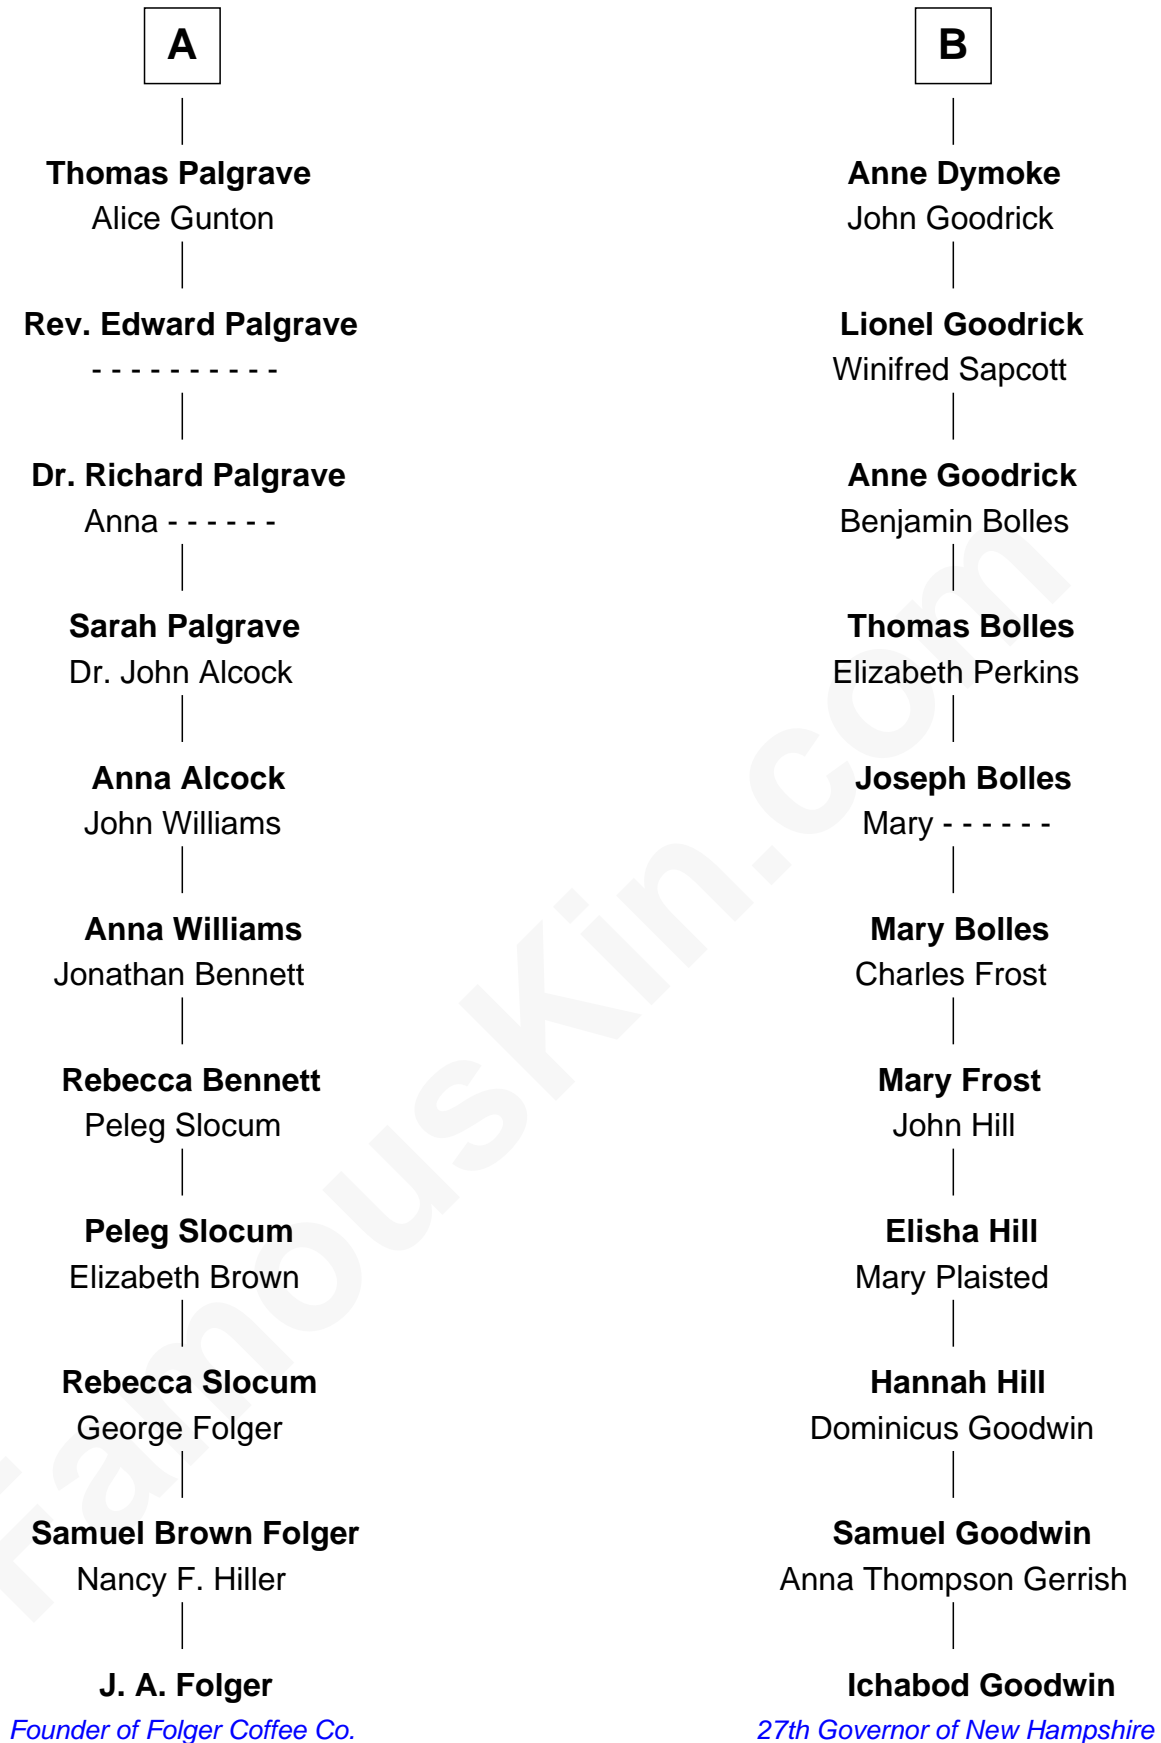 A
Thomas Palgrave
Alice Gunton
Rev. Edward Palgrave
- - - - - - - - - -
Dr. Richard Palgrave
Anna - - - - - -
Sarah Palgrave
Dr. John Alcock
Anna Alcock
John Williams
Anna Williams
Jonathan Bennett
Rebecca Bennett
Peleg Slocum
Peleg Slocum
Elizabeth Brown
Rebecca Slocum
George Folger
Samuel Brown Folger
Nancy F. Hiller
J. A. Folger
Founder of Folger Coffee Co.
B
Anne Dymoke
John Goodrick
Lionel Goodrick
Winifred Sapcott
Anne Goodrick
Benjamin Bolles
Thomas Bolles
Elizabeth Perkins
Joseph Bolles
Mary - - - - - -
Mary Bolles
Charles Frost
Mary Frost
John Hill
Elisha Hill
Mary Plaisted
Hannah Hill
Dominicus Goodwin
Samuel Goodwin
Anna Thompson Gerrish
Ichabod Goodwin
27th Governor of New Hampshire
FamousKin.com